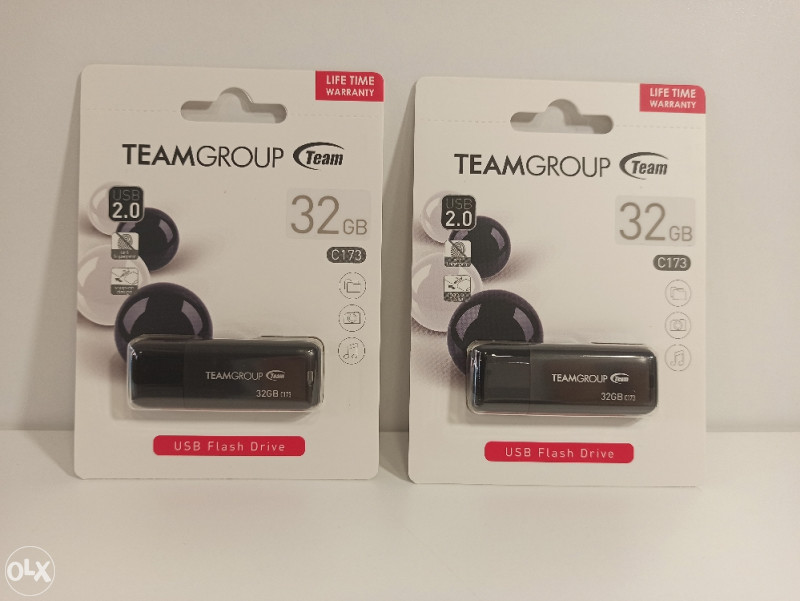 LIFE TIME
WARRANTY
TEAMGROUP Team
USB
2.0
32GB
C173
TEAMGROUP Team
32GB C173
USB Flash Drive
LIFE TIME
WARRANTY
TEAMGROUP Team
USB
2.0
32GB
C173
TEAMGROUP Team
32GB C173
USB Flash Drive
OLX